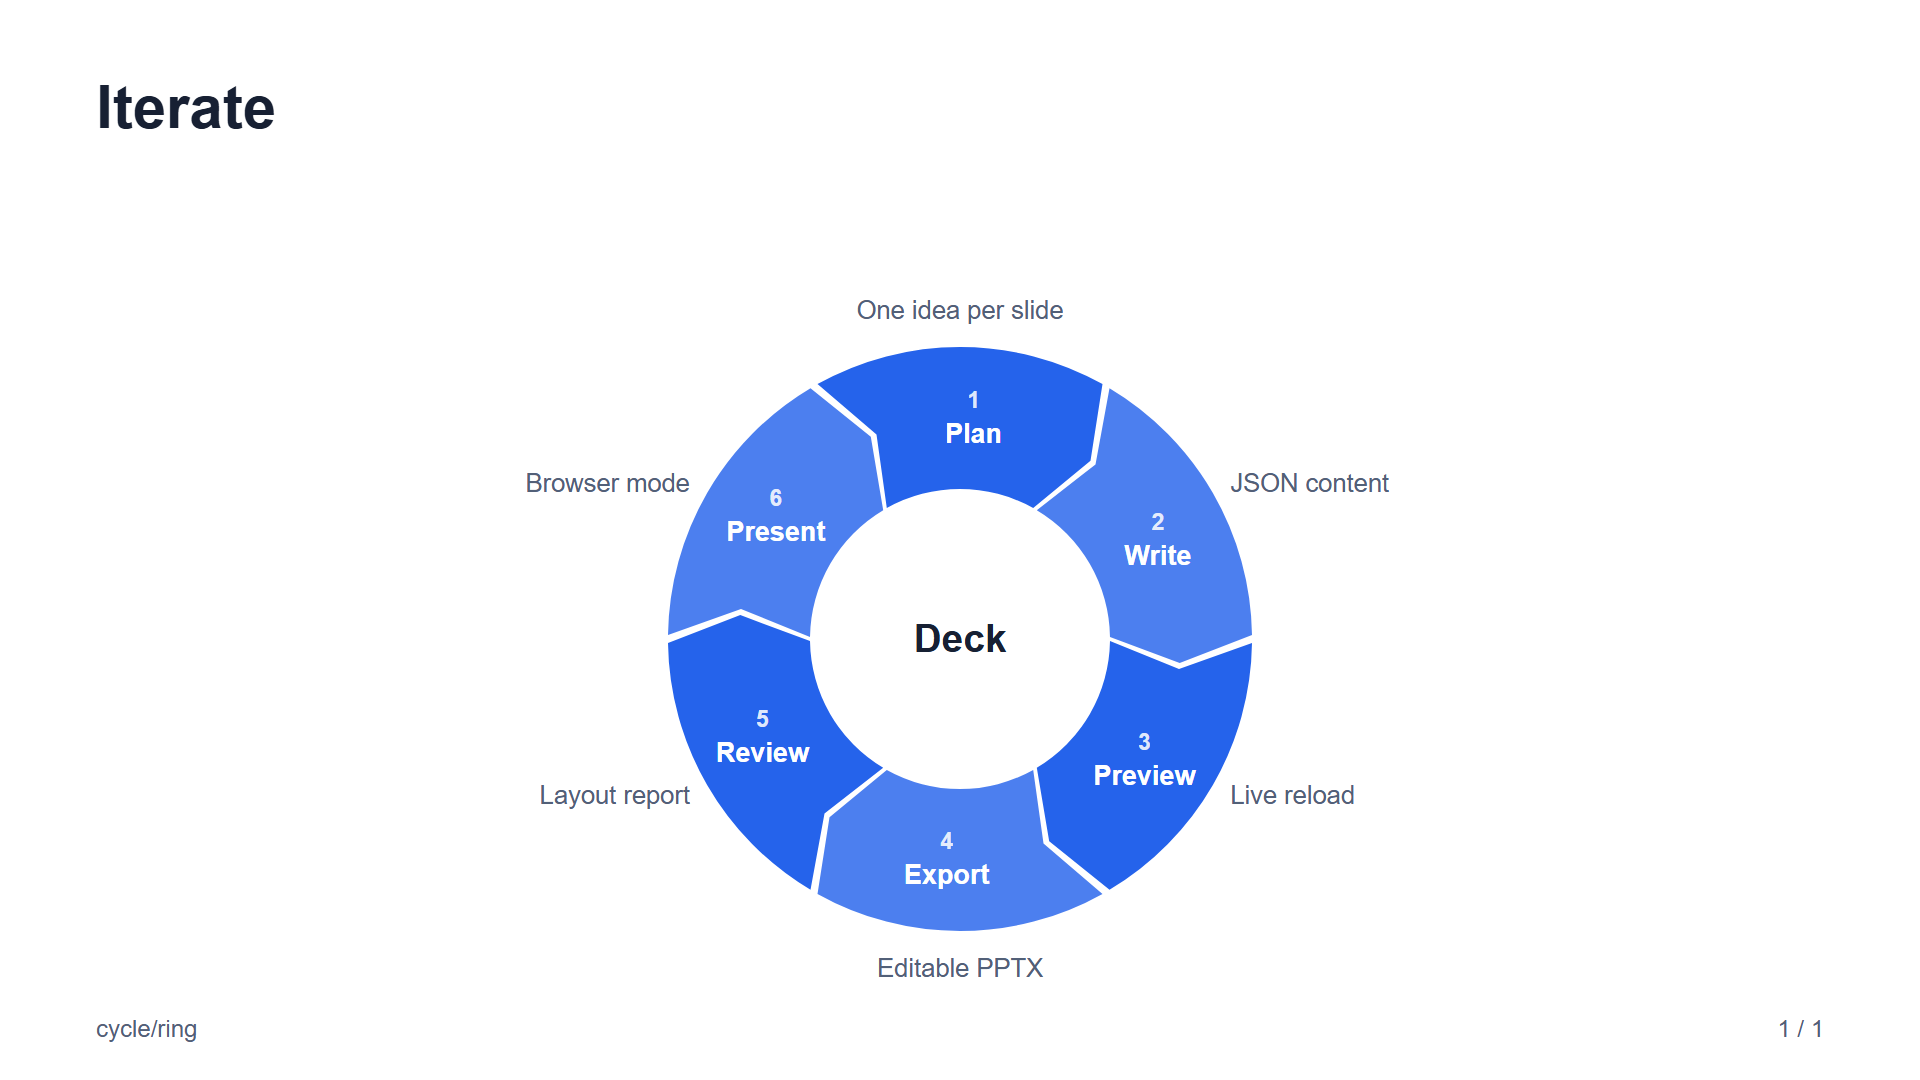 Iterate
One idea per slide
1
Plan
JSON content
2
Write
3
Preview
Live reload
4
Export
Editable PPTX
5
Review
Layout report
Browser mode
6
Present
Deck
cycle/ring
1 / 1